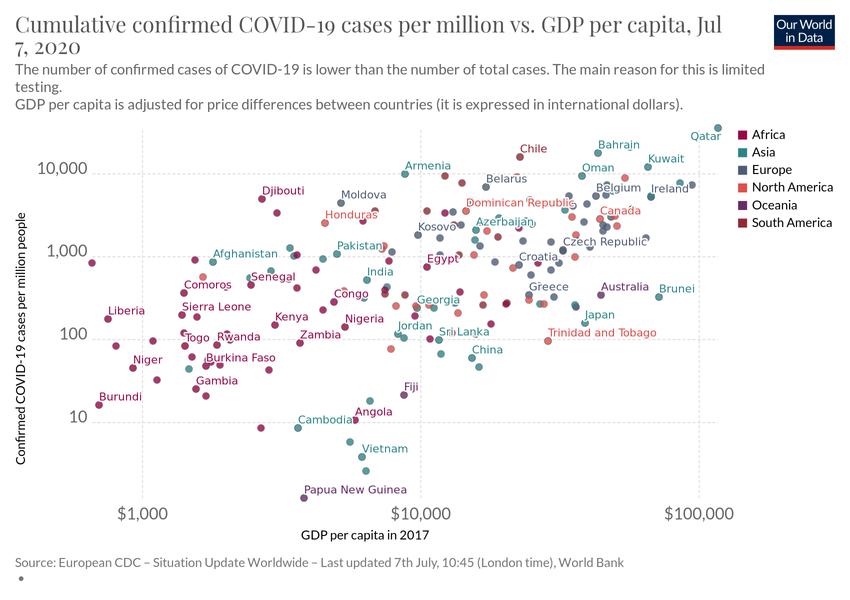 Cumulative confirmed COVID-19 cases per million vs. GDP per capita, Jul
7, 2020
Our World
in Data
The number of confirmed cases of COVID-19 is lower than the number of total cases. The main reason for this is limited
testing.
GDP per capita is adjusted for price differences between countries (it is expressed in international dollars).
Confirmed COVID-19 cases per million people
10,000
1,000
100
10
Qatar
Bahrain
Chile
Kuwait
Armenia
Oman
Belarus
Belgium
Ireland
Djibouti
Moldova
Dominican Republic
Honduras
Canada
Azerbaijan
Kosovo
Czech Republic
Pakistan
Afghanistan
Croatia
Egypt
India
Senegal
Comoros
Congo
Georgia
Greece
Australia
Brunei
Liberia
Sierra Leone
Kenya
Nigeria
Jordan
Sri Lanka
Japan
Togo
Rwanda
Zambia
Trinidad and Tobago
Niger
Burkina Faso
China
Gambia
Burundi
Fiji
Angola
Cambodia
Vietnam
Papua New Guinea
Africa
Asia
Europe
North America
Oceania
South America
$1,000
$10,000
$100,000
GDP per capita in 2017
Source: European CDC – Situation Update Worldwide – Last updated 7th July, 10:45 (London time), World Bank